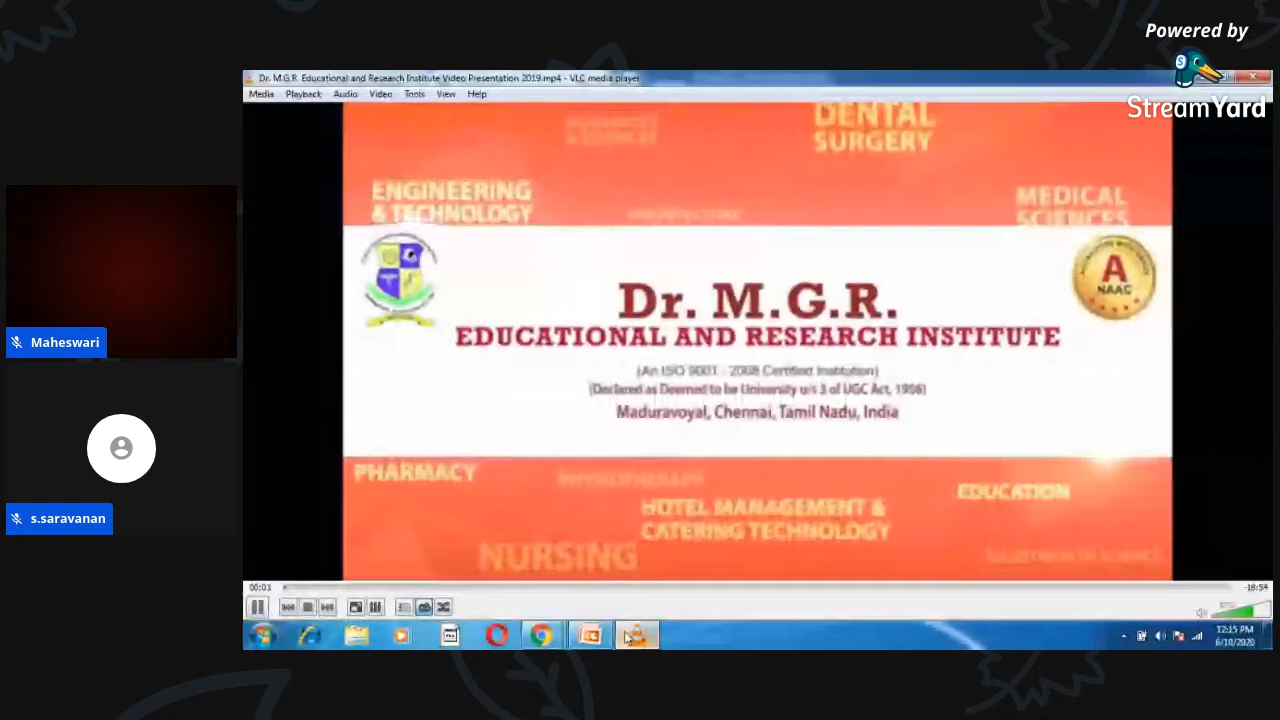 Powered by
StreamYard
Dr. M.G.R. Educational and Research Institute Video Presentation 2019.mp4 - VLC media player
Media Playback Audio Video Tools View Help
DENTAL
SURGERY
ENGINEERING
& TECHNOLOGY
MEDICAL
SCIENCES
A
NAAC
Dr. M.G.R.
EDUCATIONAL AND RESEARCH INSTITUTE
(An ISO 9001 - 2008 Certified Institution)
(Declared as Deemed to be University u/s 3 of UGC Act, 1956)
Maduravoyal, Chennai, Tamil Nadu, India
PHARMACY
PHYSIOTHERAPY
EDUCATION
HOTEL MANAGEMENT &
CATERING TECHNOLOGY
NURSING
Maheswari
s.saravanan
00:03
-18:54
12:15 PM
6/10/2020